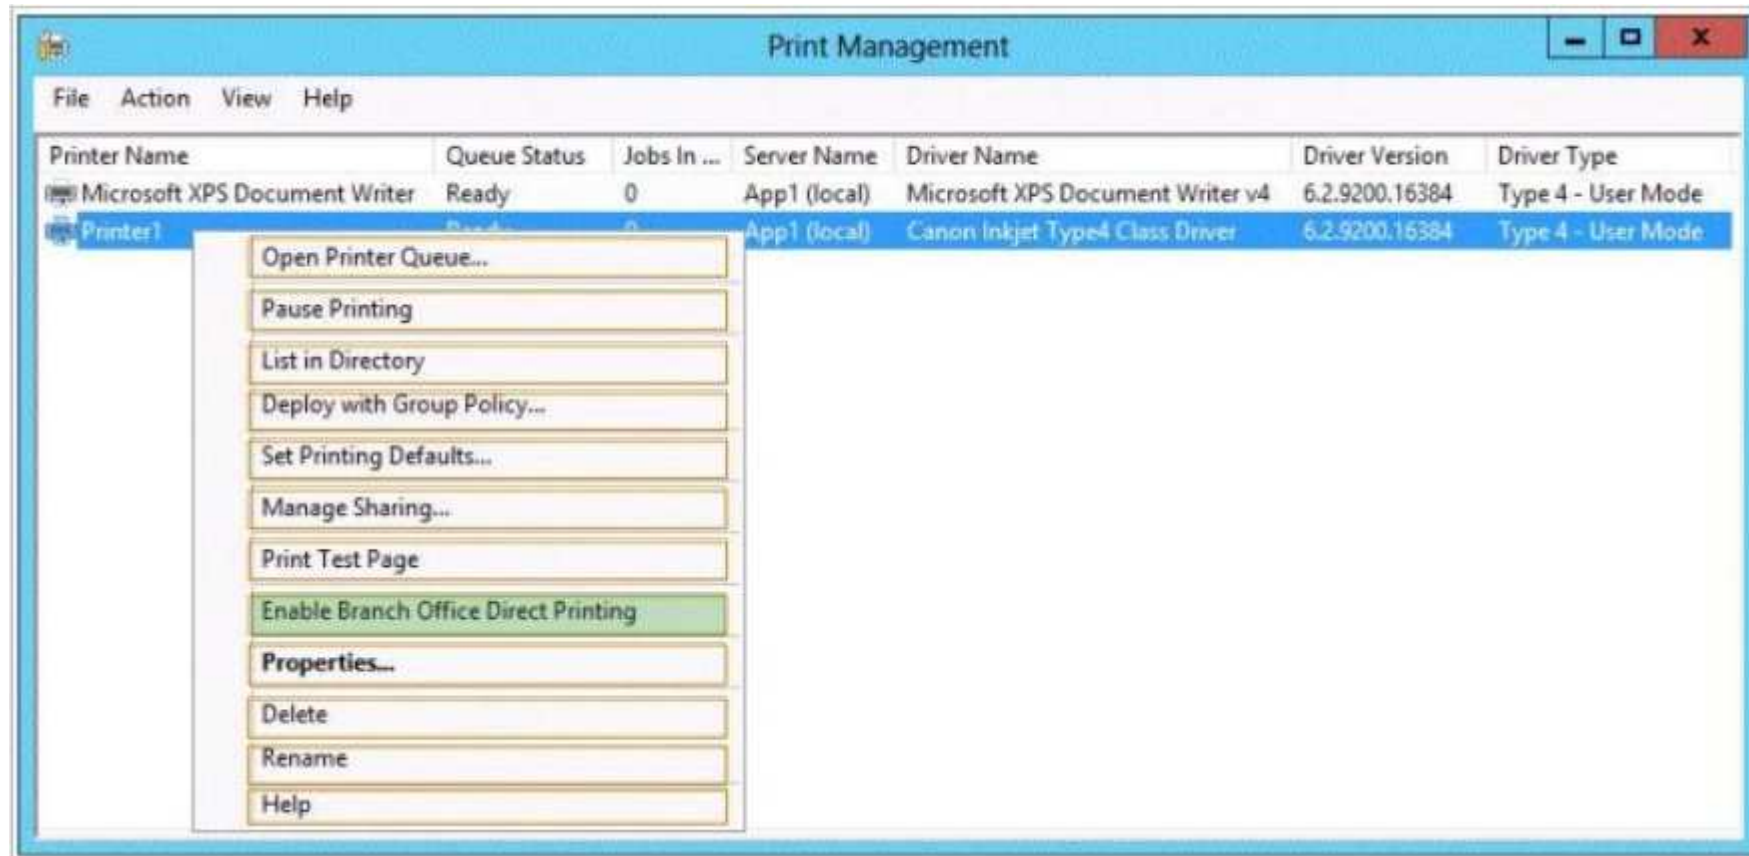 Print Management
File Action View Help
Printer Name Queue Status Jobs In ... Server Name Driver Name Driver Version Driver Type
Microsoft XPS Document Writer Ready 0 App1 (local) Microsoft XPS Document Writer v4 6.2.9200.16384 Type 4 - User Mode
Printer1 Ready 0 App1 (local) Canon Inkjet Type4 Class Driver 6.2.9200.16384 Type 4 - User Mode
Open Printer Queue...
Pause Printing
List in Directory
Deploy with Group Policy...
Set Printing Defaults...
Manage Sharing...
Print Test Page
Enable Branch Office Direct Printing
Properties...
Delete
Rename
Help